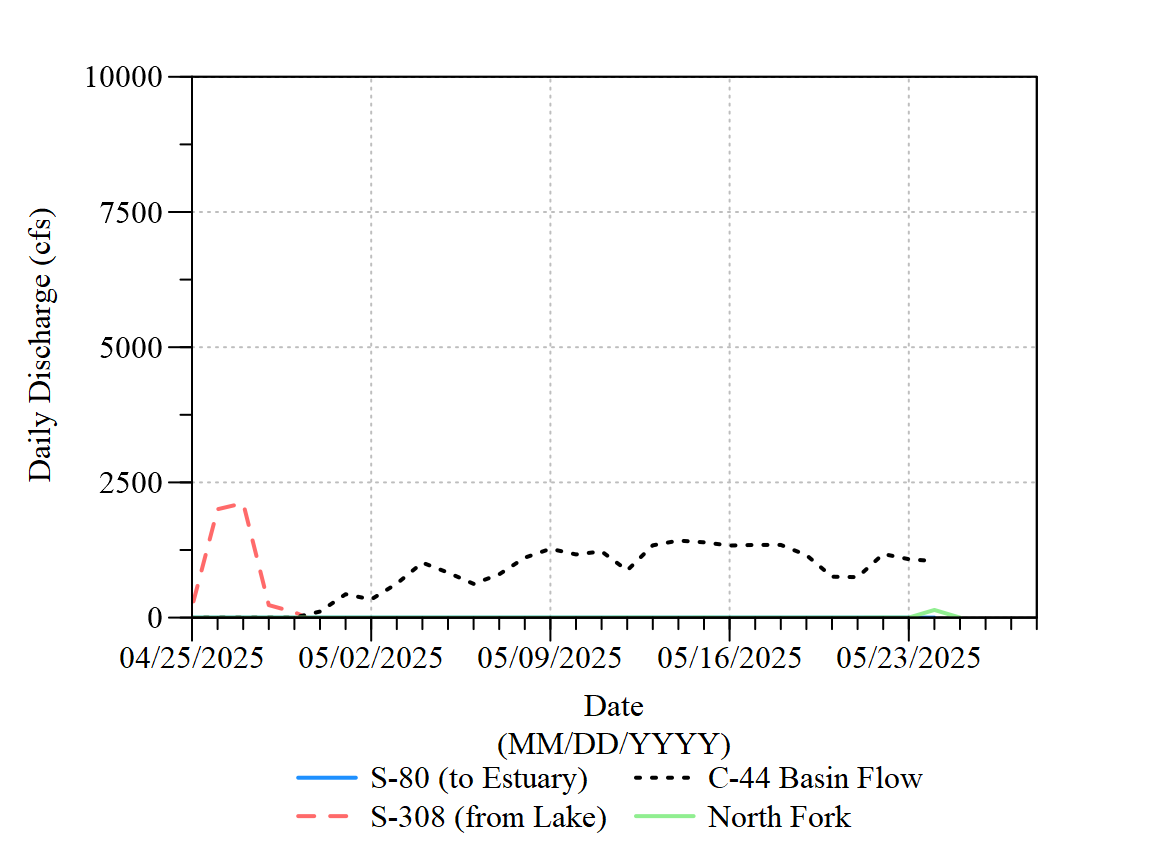 10000
7500
5000
2500
0
Daily Discharge (cfs)
04/25/2025 05/02/2025 05/09/2025 05/16/2025 05/23/2025
Date
(MM/DD/YYYY)
S-80 (to Estuary) C-44 Basin Flow
S-308 (from Lake) North Fork